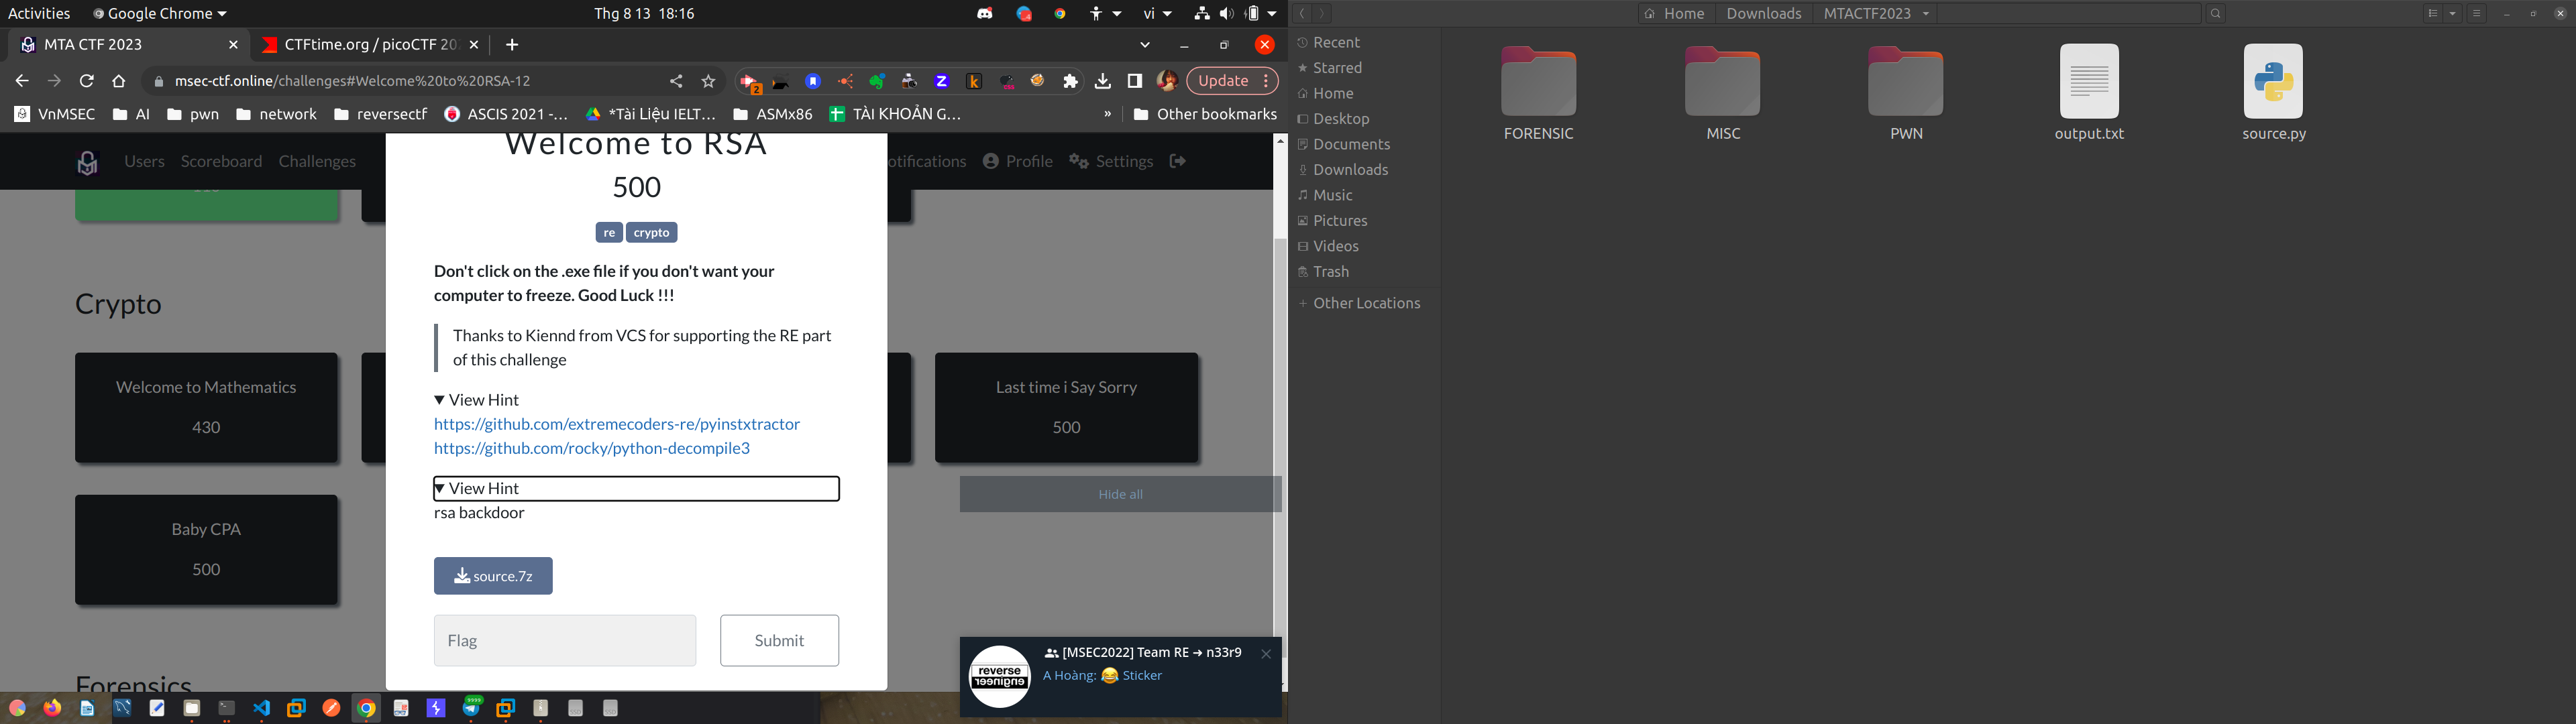 Activities
Google Chrome
Thg 8 13 18:16
vi
MTA CTF 2023
CTFtime.org / picoCTF 202
msec-ctf.online/challenges#Welcome%20to%20RSA-12
2
Update
VnMSEC
AI
pwn
network
reversectf
ASCIS 2021 -...
*Tài Liệu IELT...
ASMx86
TÀI KHOẢN G...
»
Other bookmarks
Users
Scoreboard
Challenges
otifications
Profile
Settings
Welcome to RSA
500
re
crypto
Don't click on the .exe file if you don't want your
computer to freeze. Good Luck !!!
Thanks to Kiennd from VCS for supporting the RE part
of this challenge
View Hint
https://github.com/extremecoders-re/pyinstxtractor
https://github.com/rocky/python-decompile3
View Hint
rsa backdoor
source.7z
Flag
Submit
Crypto
Welcome to Mathematics
430
Last time i Say Sorry
500
Baby CPA
500
Forensics
Hide all
reverse
engineer
[MSEC2022] Team RE → n33r9
A Hoàng: 😂 Sticker
Home
Downloads
MTACTF2023
Recent
Starred
Home
Desktop
Documents
Downloads
Music
Pictures
Videos
Trash
Other Locations
FORENSIC
MISC
PWN
output.txt
source.py